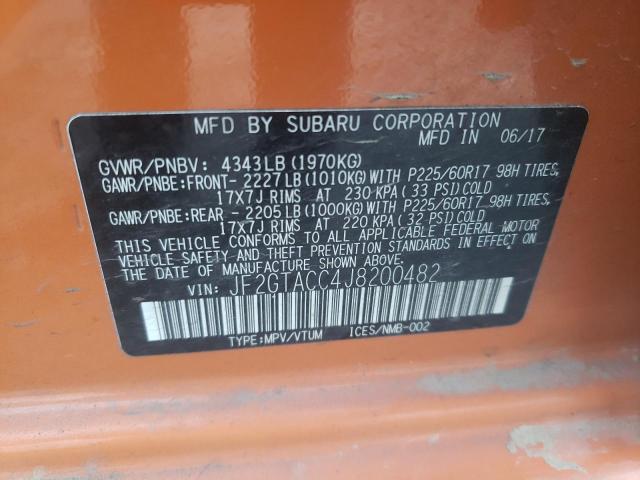 MFD BY SUBARU CORPORATION
MFD IN 06/17
GVWR/PNBV: 4343LB (1970KG)
GAWR/PNBE:FRONT- 2227LB(1010KG)WITH P225/60R17 98H TIRES,
17X7J RIMS AT 230 KPA(33 PSI)COLD
GAWR/PNBE:REAR - 2205LB(1000KG)WITH P225/60R17 98H TIRES,
17X7J RIMS AT 220 KPA(32 PSI)COLD
THIS VEHICLE CONFORMS TO ALL APPLICABLE FEDERAL MOTOR
VEHICLE SAFETY STANDARDS IN EFFECT ON
THE DATE OF MANUFACTURE SHOWN ABOVE.
VIN: JF2GTACC4J8200482
TYPE:MPV/VTUM ICES/NMB-002